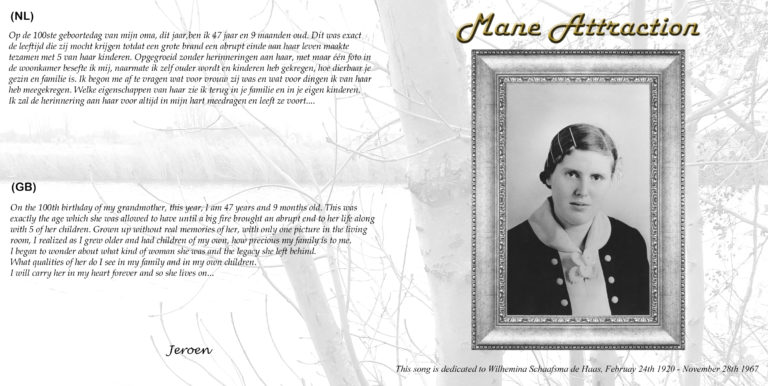 (NL)
Op de 100ste geboortedag van mijn oma, dit jaar,ben ik 47 jaar en 9 maanden oud. Dit was exact
de leeftijd die zij mocht krijgen totdat een grote brand een abrupt einde aan haar leven maakte
tezamen met 5 van haar kinderen. Opgegroeid zonder herinneringen aan haar, met maar één foto in
de woonkamer besefte ik mij, naarmate ik zelf ouder wordt en kinderen heb gekregen, hoe dierbaar je
gezin en familie is. Ik begon me af te vragen wat voor vrouw zij was en wat voor dingen ik van haar
heb meegekregen. Welke eigenschappen van haar zie ik terug in je familie en in je eigen kinderen.
Ik zal de herinnering aan haar voor altijd in mijn hart meedragen en leeft ze voort....
(GB)
On the 100th birthday of my grandmother, this year, I am 47 years and 9 months old. This was
exactly the age which she was allowed to have until a big fire brought an abrupt end to her life along
with 5 of her children. Grown up without real memories of her, with only one picture in the living
room, I realized as I grew older and had children of my own, how precious my family is to me.
I began to wonder about what kind of woman she was and the legacy she left behind.
What qualities of her do I see in my family and in my own children.
I will carry her in my heart forever and so she lives on...
Jeroen
Mane Attraction
This song is dedicated to Wilhemina Schaafsma de Haas, Februay 24th 1920 - November 28th 1967